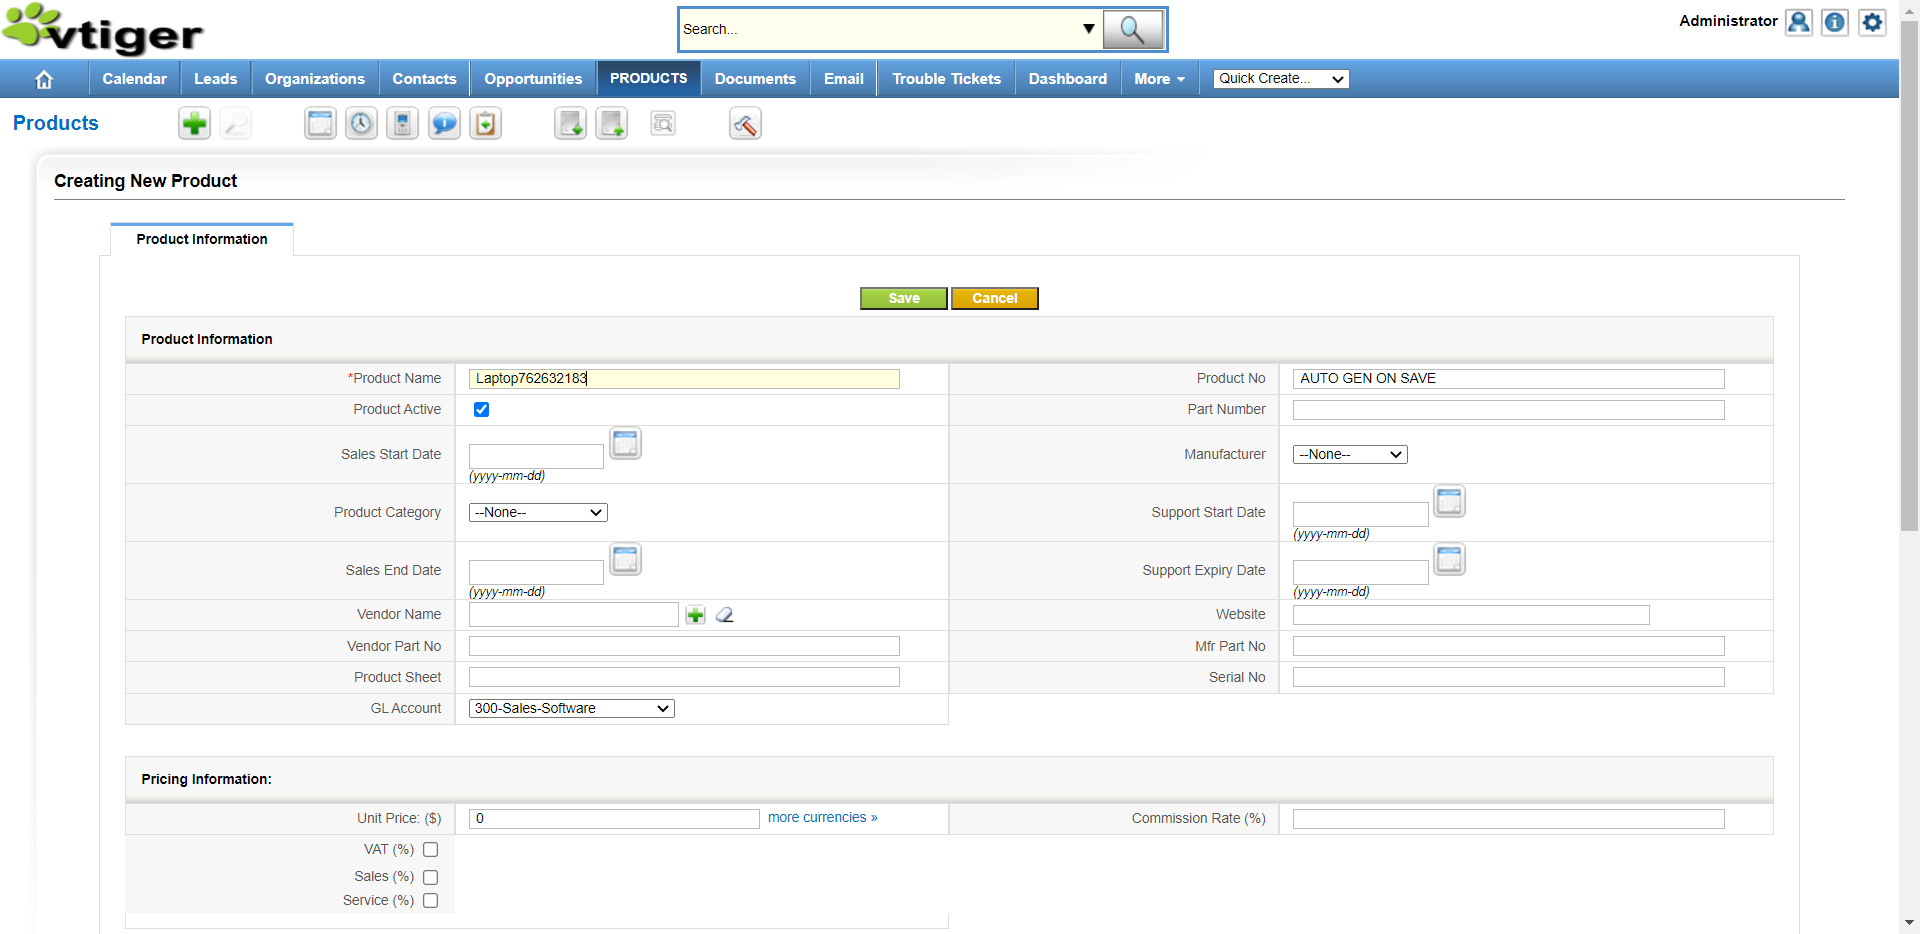 vtiger
Search...
Administrator
Calendar Leads Organizations Contacts Opportunities PRODUCTS Documents Email Trouble Tickets Dashboard More Quick Create...
Products
Creating New Product
Product Information
Save Cancel
Product Information
*Product Name Laptop762632183 Product No AUTO GEN ON SAVE
Product Active Part Number
Sales Start Date (yyyy-mm-dd) Manufacturer --None--
Product Category --None-- Support Start Date (yyyy-mm-dd)
Sales End Date (yyyy-mm-dd) Support Expiry Date (yyyy-mm-dd)
Vendor Name Website
Vendor Part No Mfr Part No
Product Sheet Serial No
GL Account 300-Sales-Software
Pricing Information:
Unit Price: ($) 0 more currencies » Commission Rate (%)
VAT (%)
Sales (%)
Service (%)